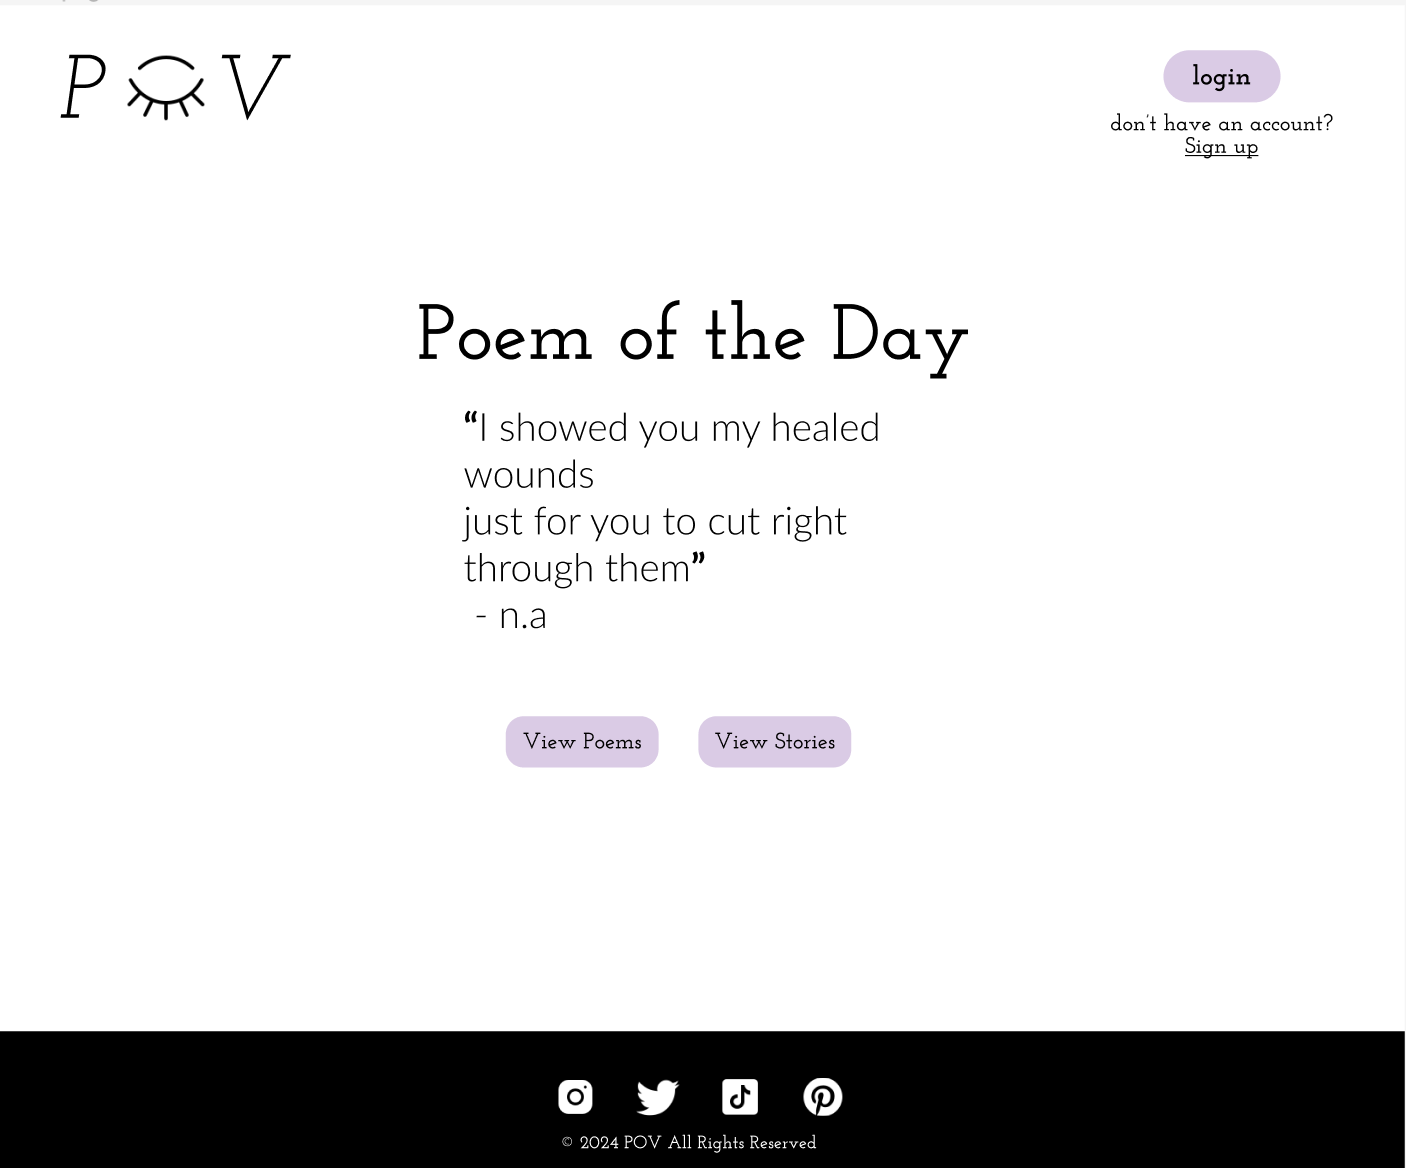 P V
login
don't have an account?
Sign up
Poem of the Day
“I showed you my healed
wounds
just for you to cut right
through them”
- n.a
View Poems
View Stories
© 2024 POV All Rights Reserved